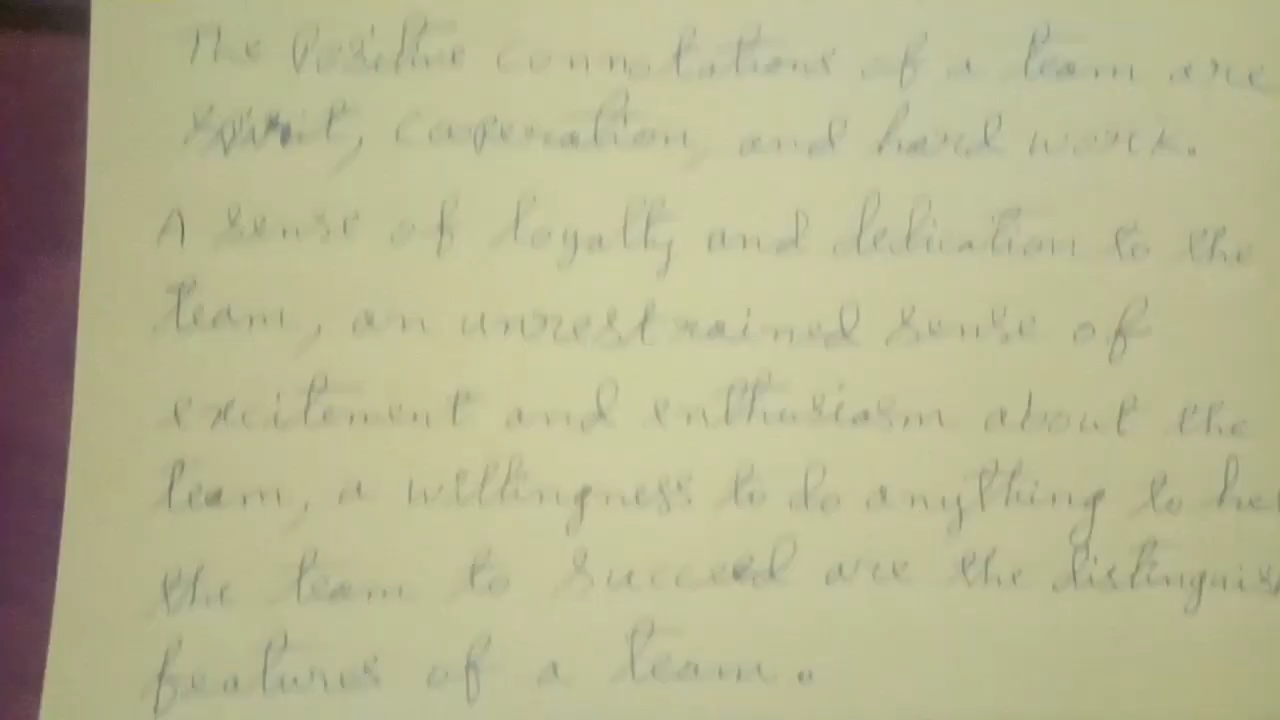 The Positive connotations of a team are
spirit, cooperation, and hard work.
A sense of loyalty and dedication to the
team, an unrestrained sense of
excitement and enthusiasm about the
team, a willingness to do anything to he
the team to succeed are the distinguis
features of a team.